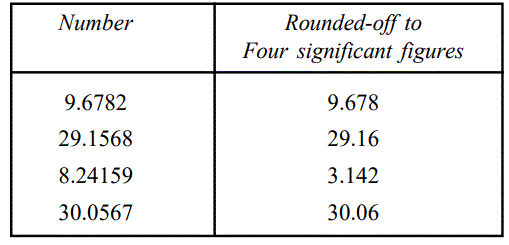 Number Rounded-off to
Four significant figures
9.6782 9.678
29.1568 29.16
8.24159 3.142
30.0567 30.06